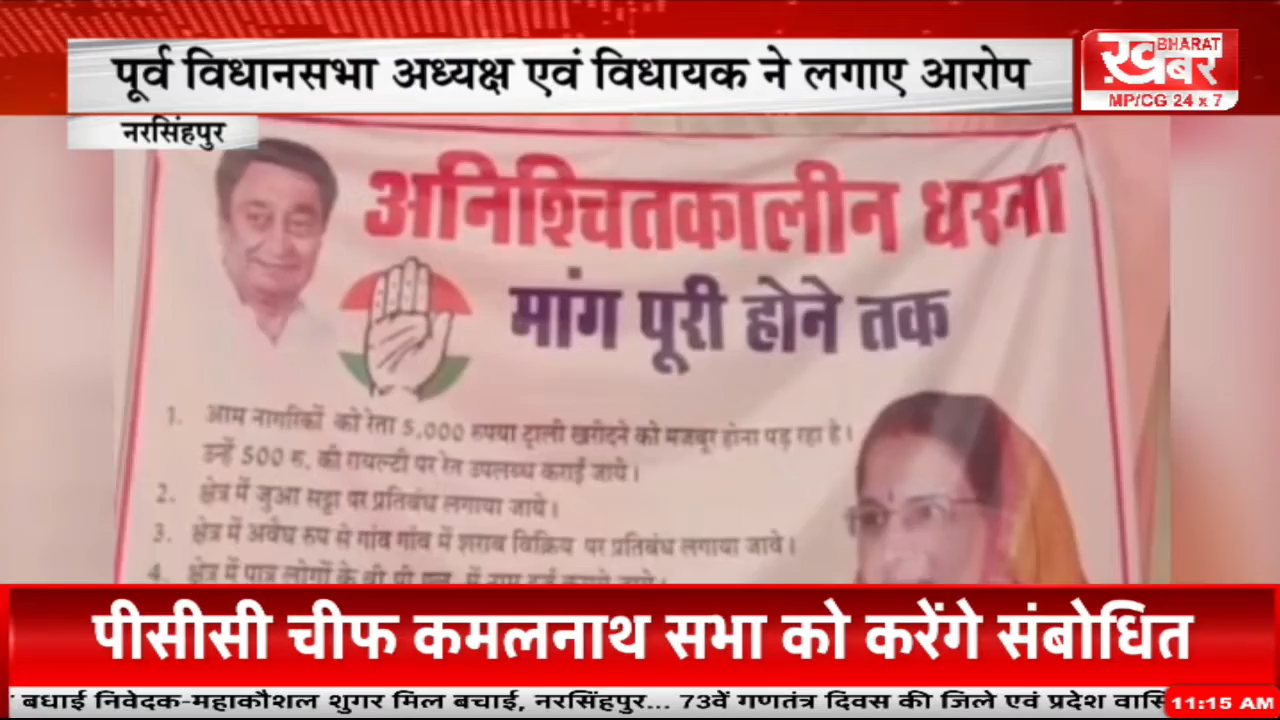 पूर्व विधानसभा अध्यक्ष एवं विधायक ने लगाए आरोप
BHARAT
ख़बर
MP/CG 24 x 7
नरसिंहपुर
अनिश्चितकालीन धरना
मांग पूरी होने तक
1. आम नागरिकों को रेता 5,000 रुपया ट्राली खरीदने को मजबूर होना पड़ रहा है।
उन्हें 500 रु. की रायल्टी पर रेत उपलब्ध कराई जाये।
2. क्षेत्र में जुआ सट्टा पर प्रतिबंध लगाया जाये।
3. क्षेत्र में अवैध रुप से गांव गांव में शराब विक्रिय पर प्रतिबंध लगाया जावे।
4. क्षेत्र में पात्र लोगों के
पीसीसी चीफ कमलनाथ सभा को करेंगे संबोधित
बधाई निवेदक-महाकौशल शुगर मिल बचाई, नरसिंहपुर... 73वें गणतंत्र दिवस की जिले एवं प्रदेश वासि
11:15 AM